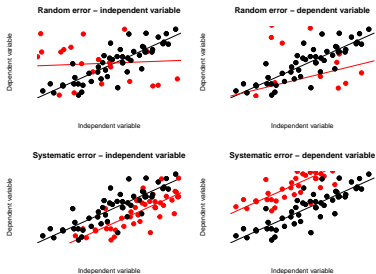 Random error – independent variable
Dependent variable
Independent variable
Random error – dependent variable
Dependent variable
Independent variable
Systematic error – independent variable
Dependent variable
Independent variable
Systematic error – dependent variable
Dependent variable
Independent variable